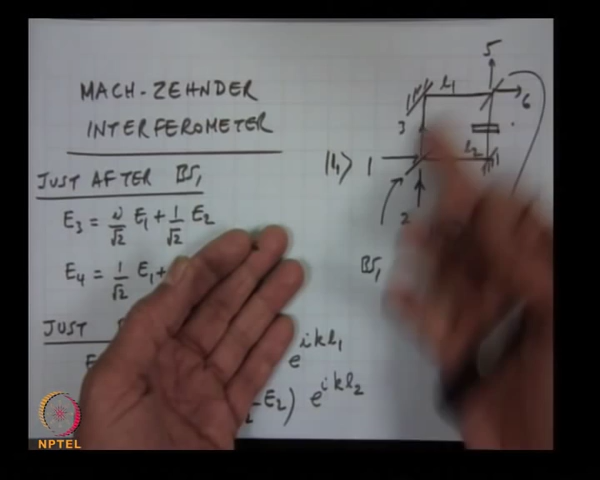 MACH-ZEHNDER
INTERFEROMETER
JUST AFTER BS₁
E₃ = i/√2 E₁ + 1/√2 E₂
E₄ = 1/√2 E₁ +
JUST
E
e^{ikl₁}
E₂) e^{ikl₂}
5
l₁
6
3
l₂
|1⟩ 1
2
BS₁
NPTEL